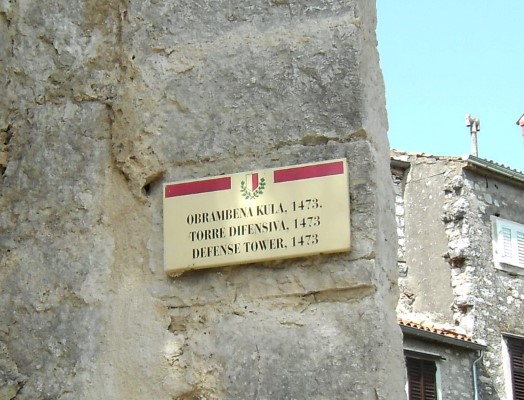 OBRAMBENA KULA, 1473.
TORRE DIFENSIVA, 1473
DEFENSE TOWER, 1473